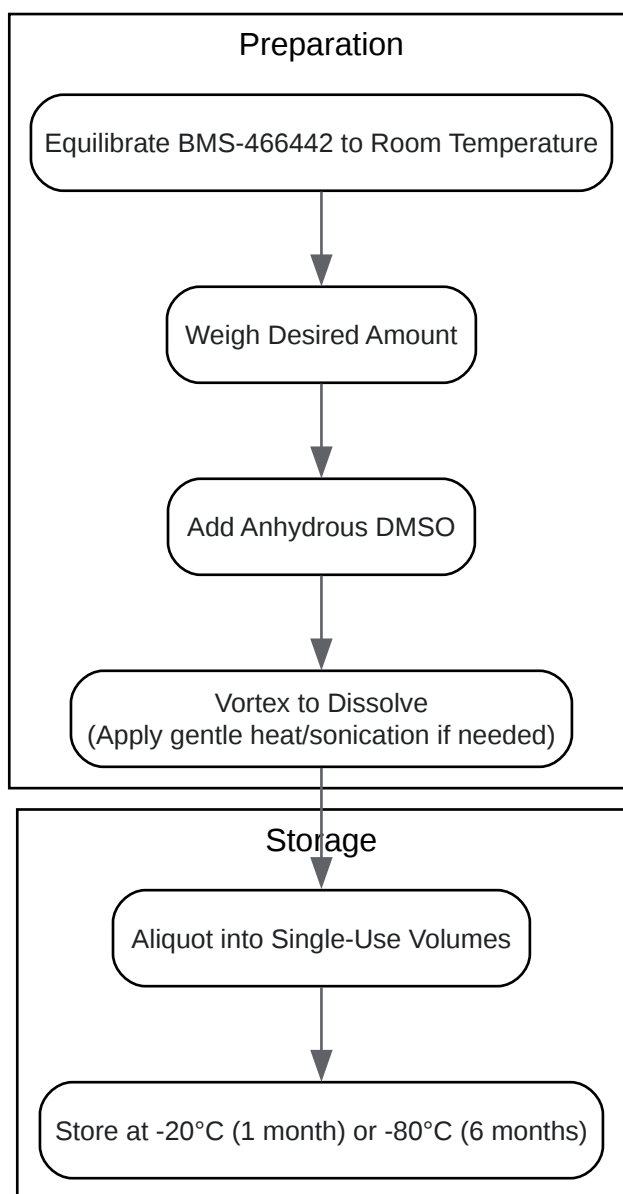 Preparation
Equilibrate BMS-466442 to Room Temperature
Weigh Desired Amount
Add Anhydrous DMSO
Vortex to Dissolve
(Apply gentle heat/sonication if needed)
Storage
Aliquot into Single-Use Volumes
Store at -20°C (1 month) or -80°C (6 months)